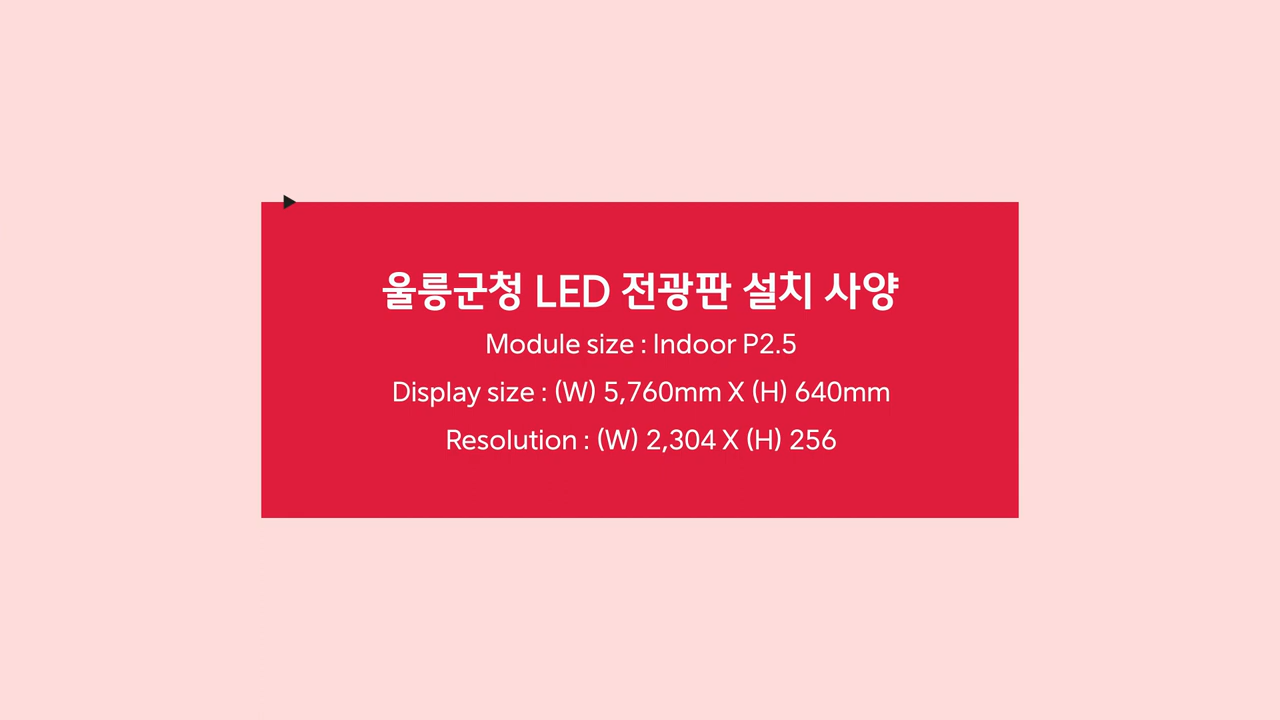 울릉군청 LED 전광판 설치 사양
Module size : Indoor P2.5
Display size : (W) 5,760mm X (H) 640mm
Resolution : (W) 2,304 X (H) 256